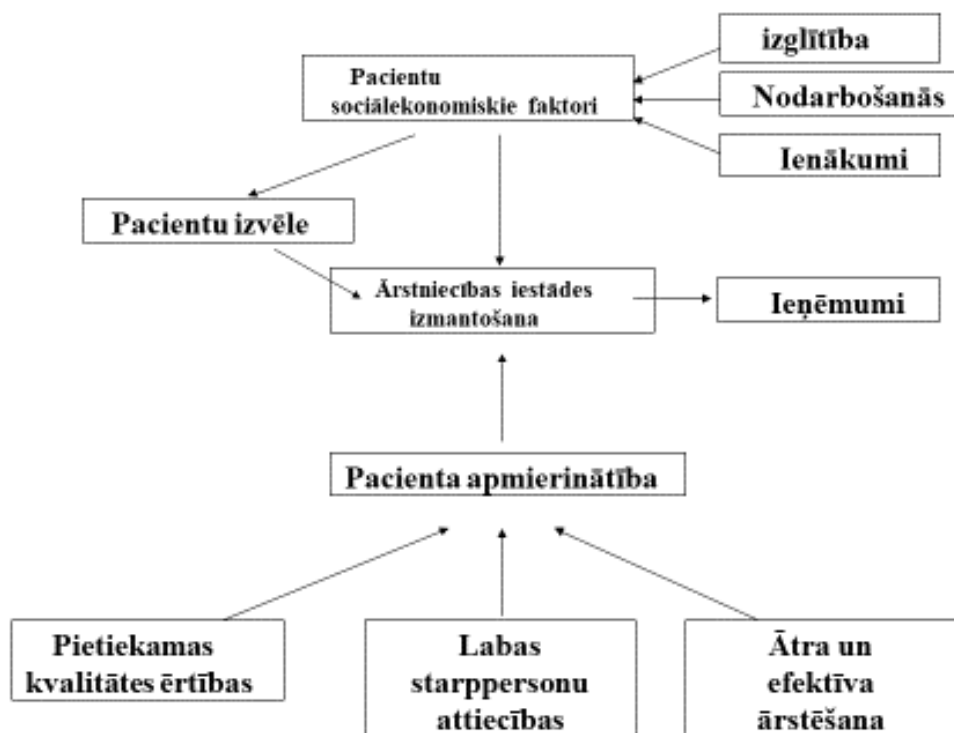 izglītība
Pacientu
sociālekonomiskie faktori
Nodarbošanās
Ienākumi
Pacientu izvēle
Ārstniecības iestādes
izmantošana
Ieņēmumi
Pacienta apmierinātība
Pietiekamas
kvalitātes ērtības
Labas
starppersonu
attiecības
Ātra un
efektīva
ārstēšana